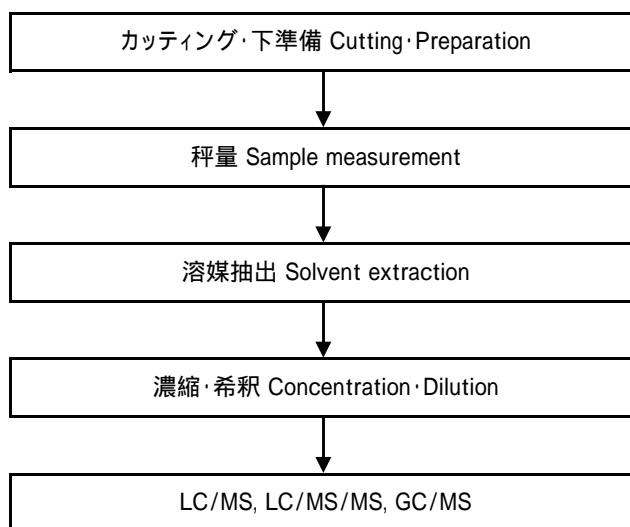 カッティング･下準備 Cutting･Preparation
秤量 Sample measurement
溶媒抽出 Solvent extraction
濃縮･希釈 Concentration･Dilution
LC/MS, LC/MS/MS, GC/MS